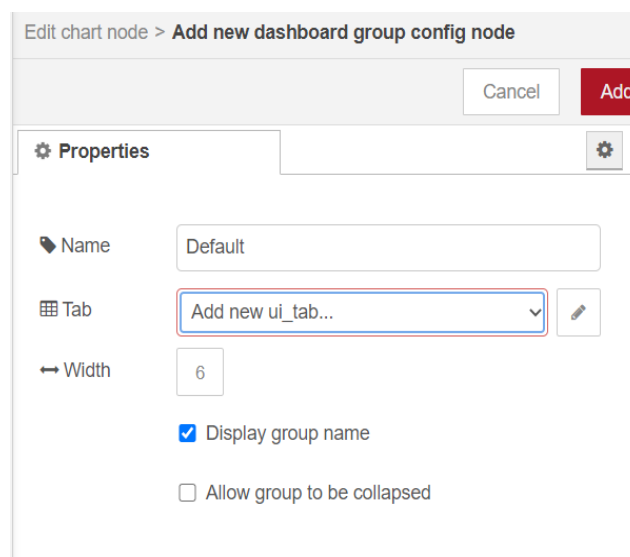 Edit chart node > Add new dashboard group config node
Cancel
Add
Properties
Name
Default
Tab
Add new ui_tab...
Width
6
Display group name
Allow group to be collapsed